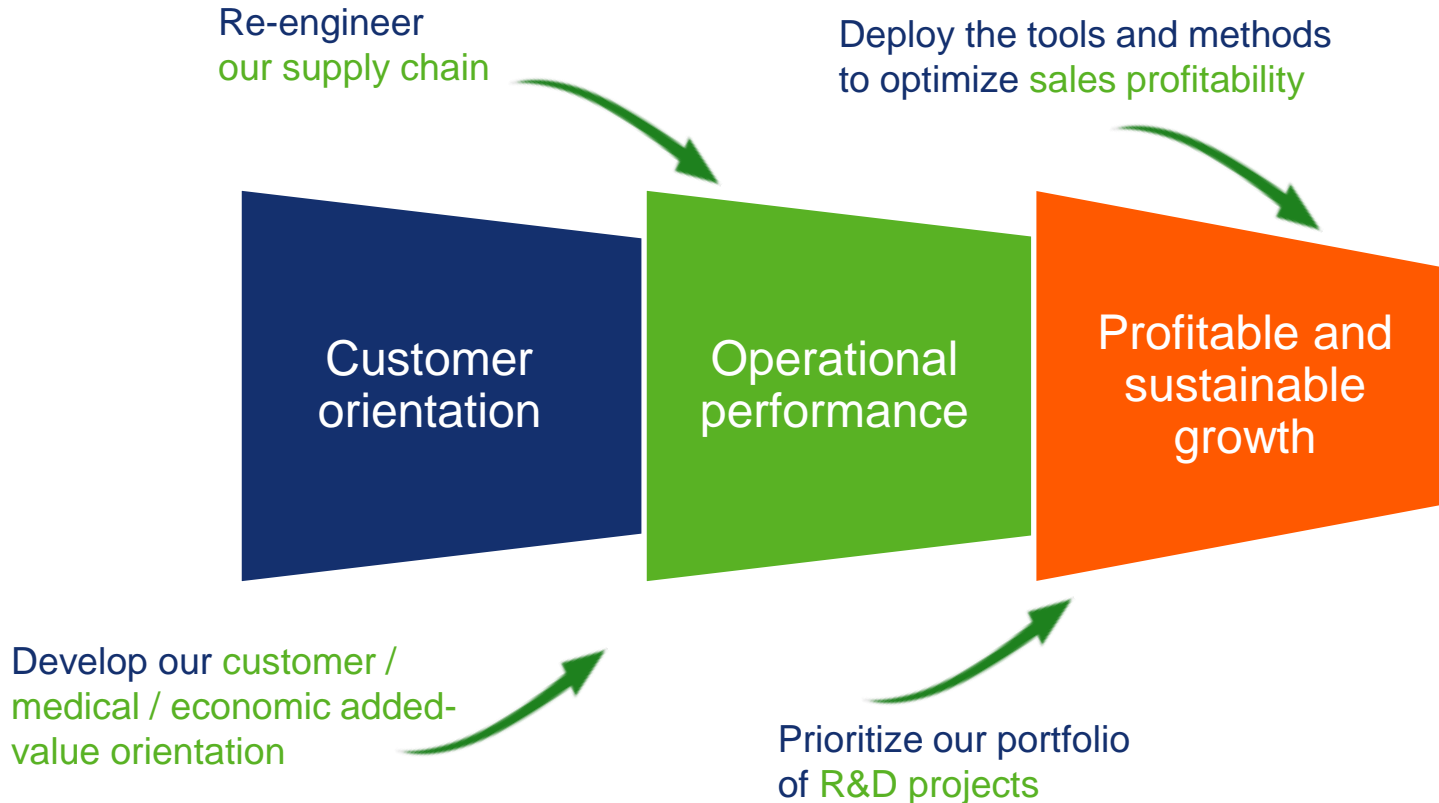 Re-engineer
our supply chain
Deploy the tools and methods
to optimize sales profitability
Customer
orientation
Operational
performance
Profitable and
sustainable
growth
Develop our customer /
medical / economic added-
value orientation
Prioritize our portfolio
of R&D projects